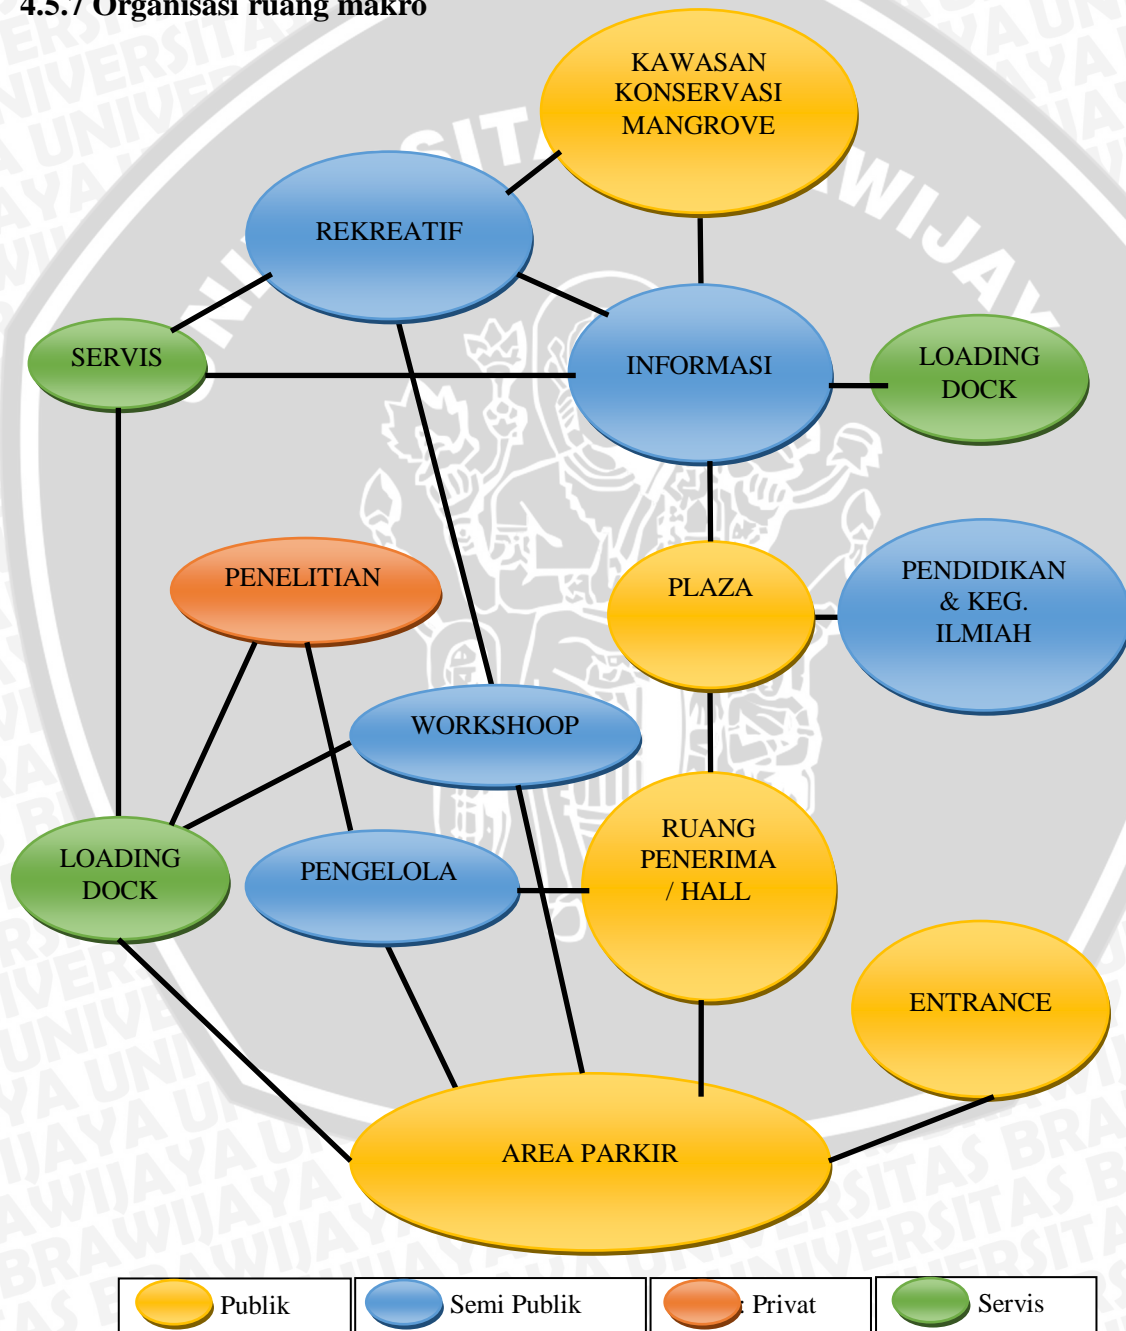 4.5.7 Organisasi ruang makro
KAWASAN
KONSERVASI
MANGROVE
REKREATIF
SERVIS
INFORMASI
LOADING
DOCK
PENELITIAN
PLAZA
PENDIDIKAN
& KEG.
ILMIAH
WORKSHOOP
LOADING
DOCK
PENGELOLA
RUANG
PENERIMA
/ HALL
ENTRANCE
AREA PARKIR
Publik
Semi Publik
: Privat
Servis